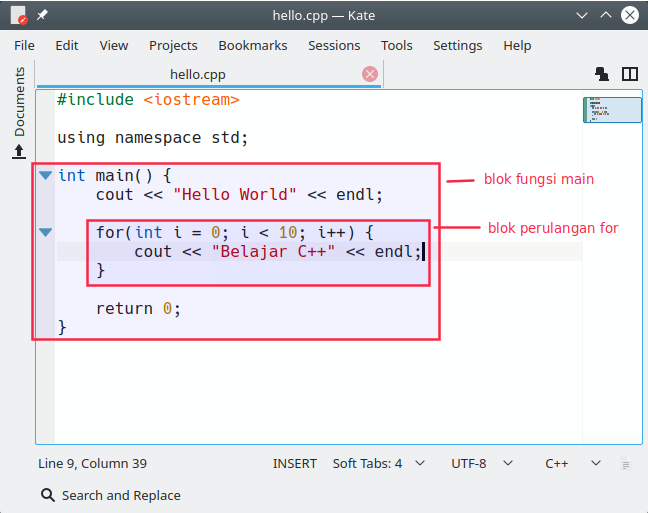 hello.cpp — Kate
File Edit View Projects Bookmarks Sessions Tools Settings Help
Documents
hello.cpp
#include <iostream>
using namespace std;
int main() {
cout << "Hello World" << endl;
for(int i = 0; i < 10; i++) {
cout << "Belajar C++" << endl;
}
return 0;
}
blok fungsi main
blok perulangan for
Line 9, Column 39 INSERT Soft Tabs: 4 UTF-8 C++
Search and Replace